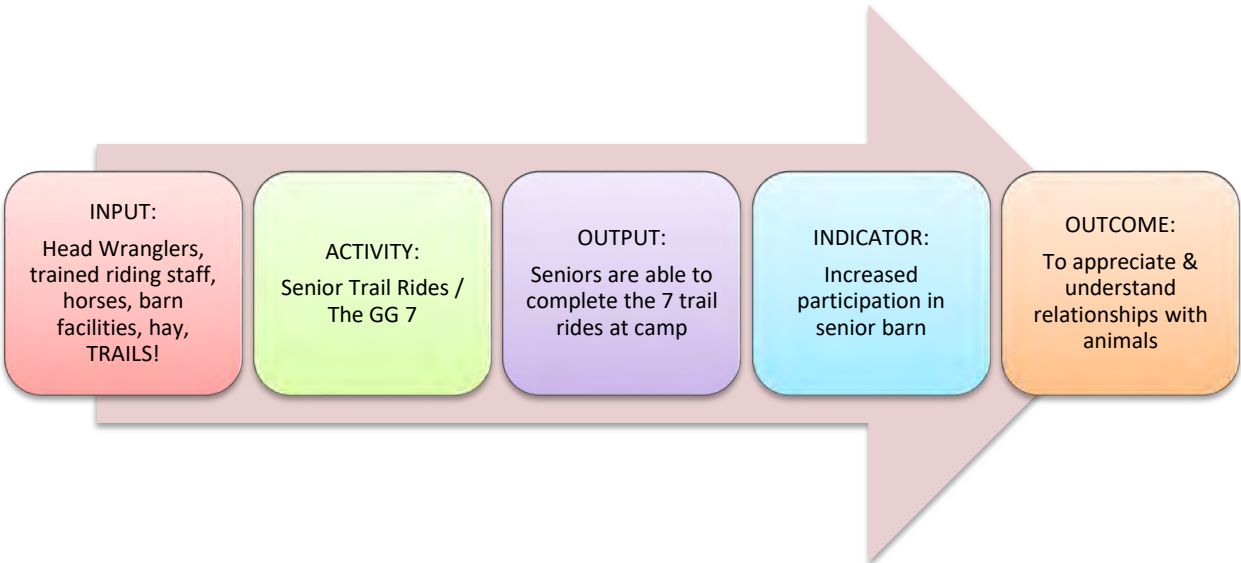 INPUT:
Head Wranglers,
trained riding staff,
horses, barn
facilities, hay,
TRAILS!
ACTIVITY:
Senior Trail Rides /
The GG 7
OUTPUT:
Seniors are able to
complete the 7 trail
rides at camp
INDICATOR:
Increased
participation in
senior barn
OUTCOME:
To appreciate &
understand
relationships with
animals